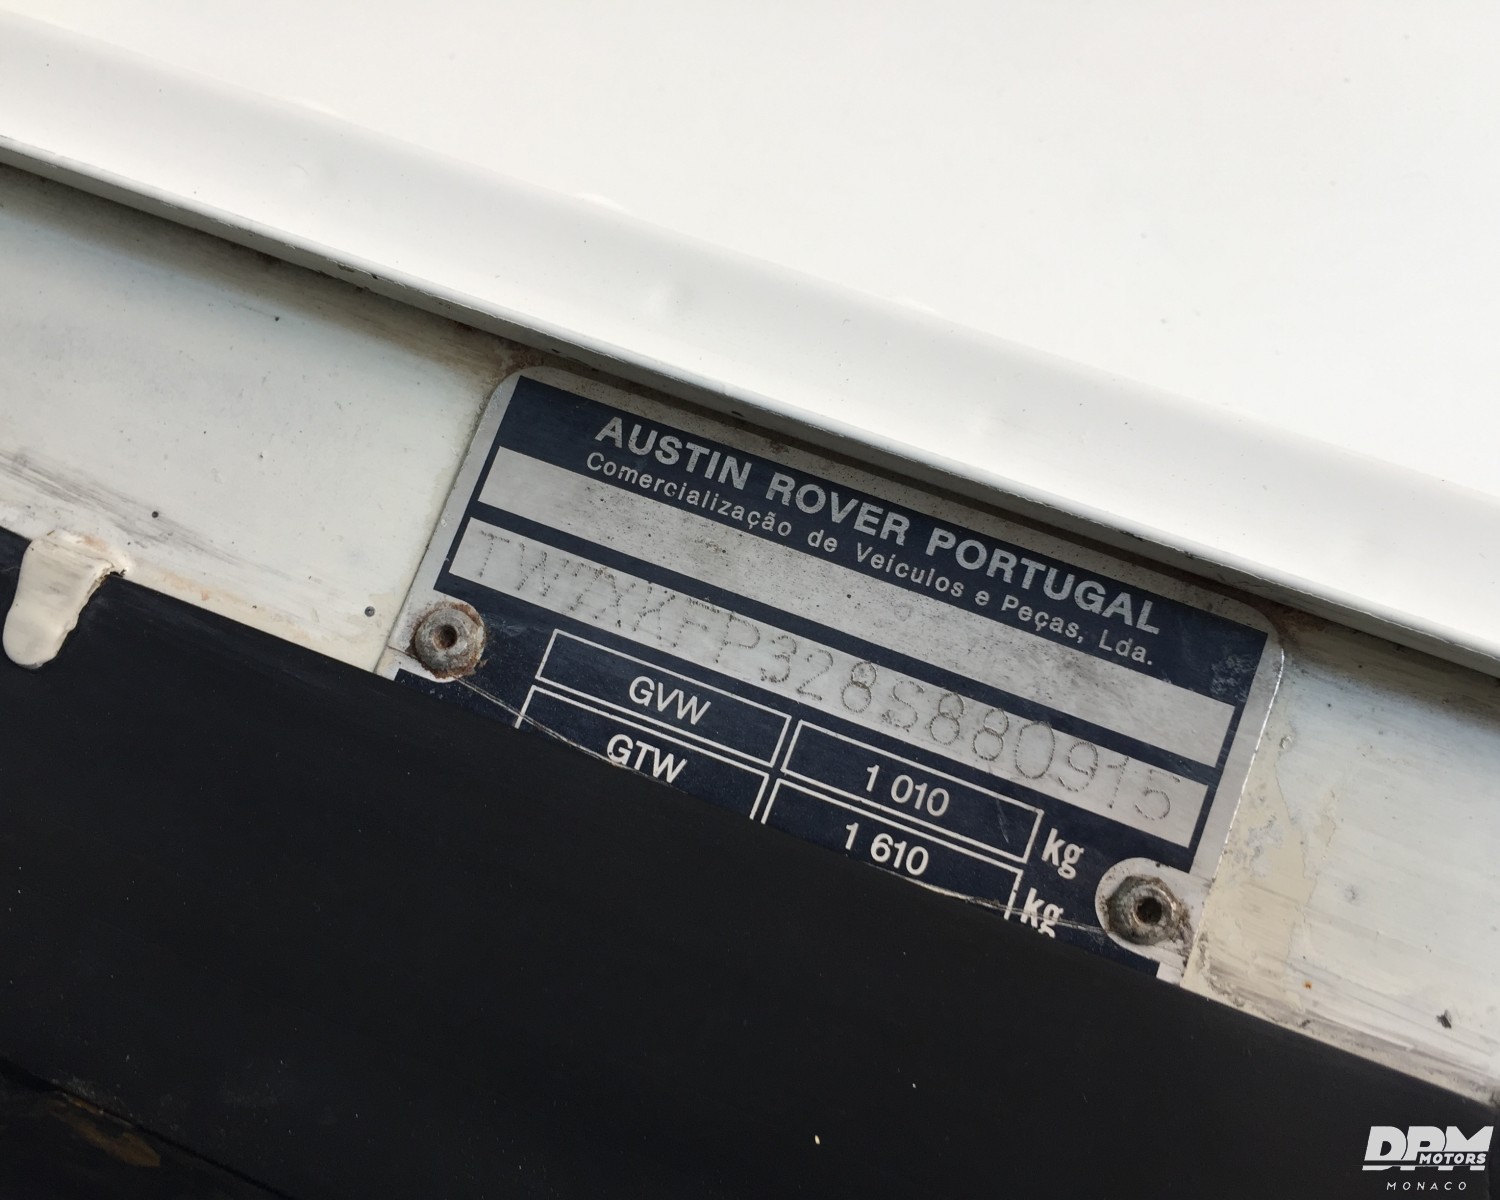 AUSTIN ROVER PORTUGAL
Comercialização de Veículos e Peças, Lda.
TW7XKFP328S880915
GVW 1 010 kg
GTW 1 610 kg
DPM MOTORS
MONACO